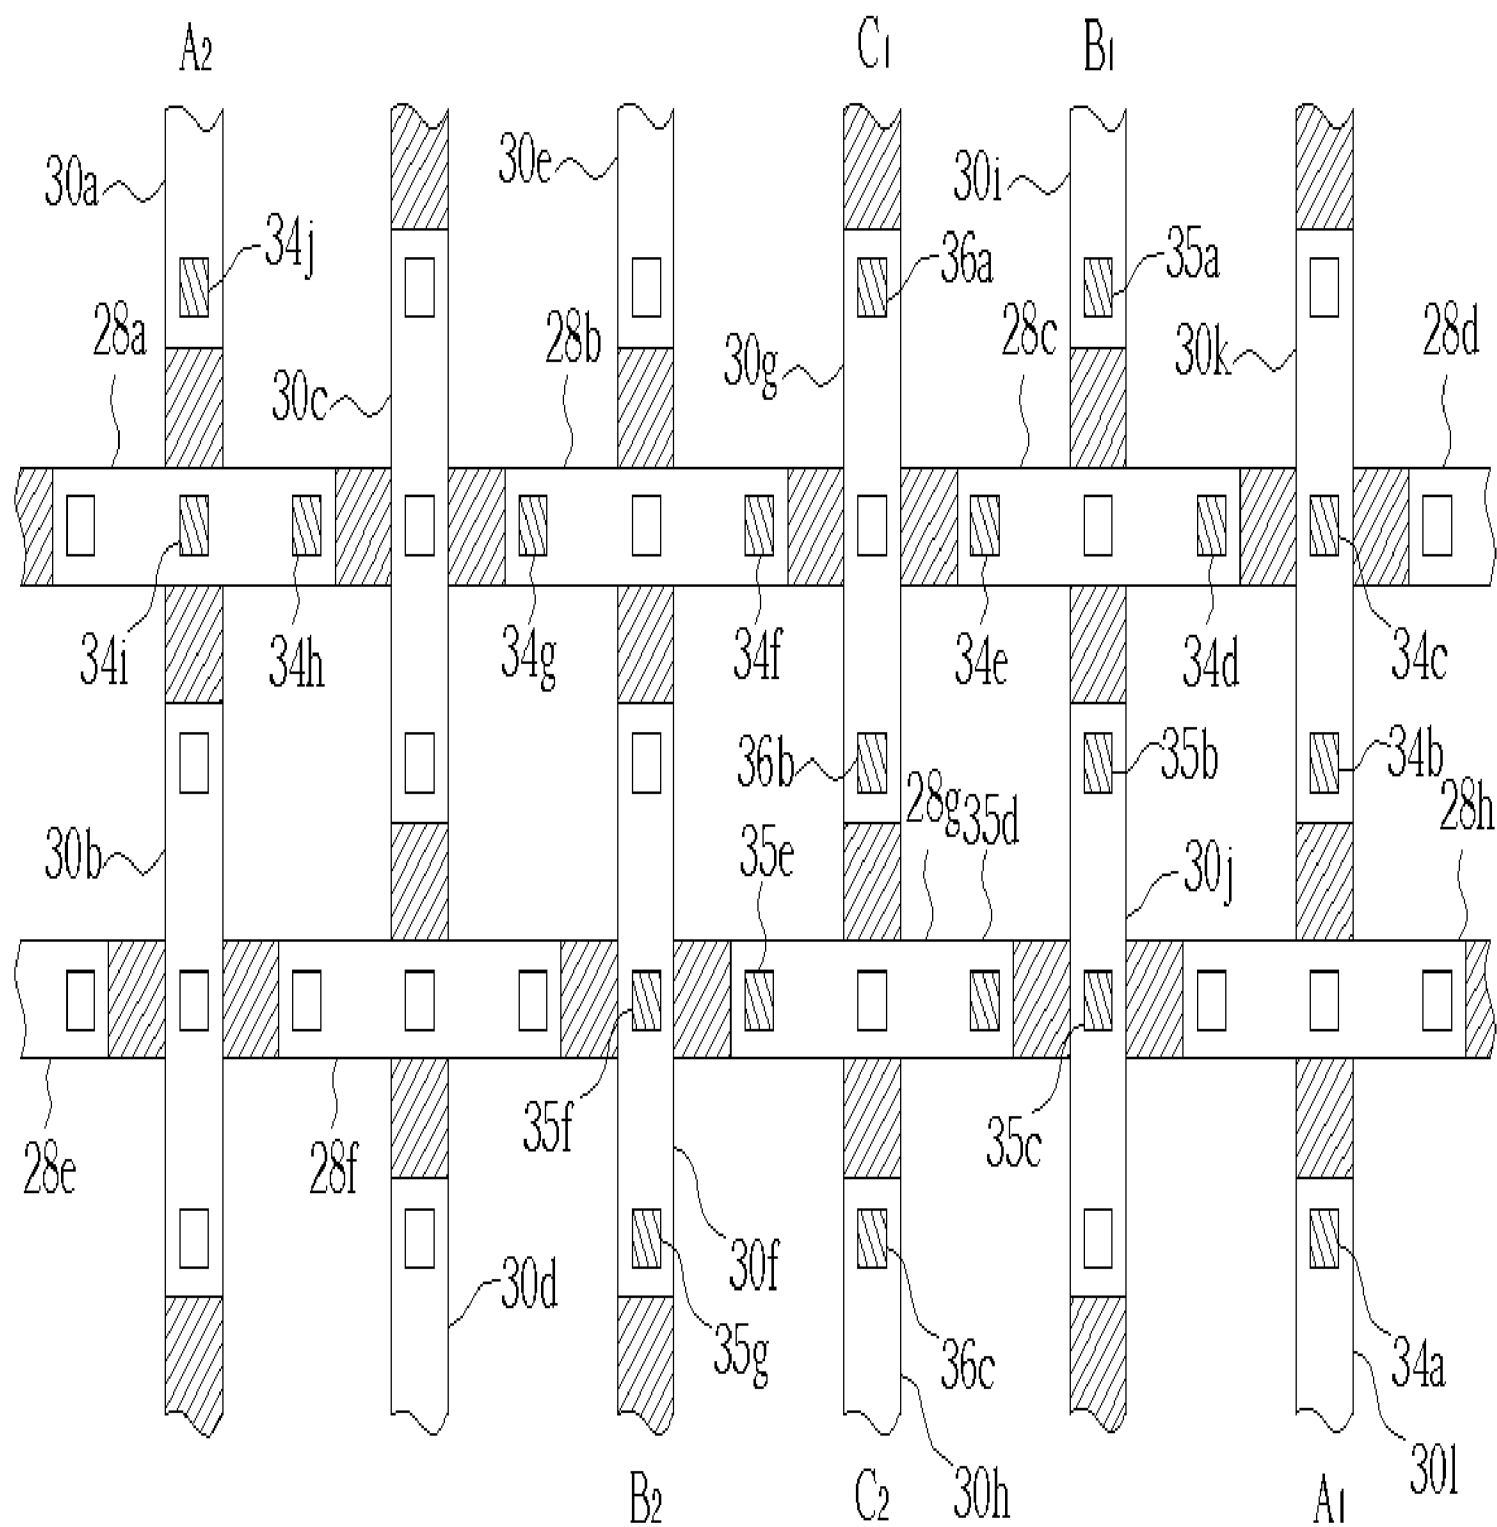 A2 C1 B1
30a 30e 30i
34j 36a 35a
28a 28b 28c 28d
30c 30g 30k
34i 34h 34g 34f 34e 34d 34c
36b 35b 34b
30b 35e 28g 35d 30j 28h
28e 28f 35f 35c
30d 30f
35g 36c 34a
30h 30l
B2 C2 A1